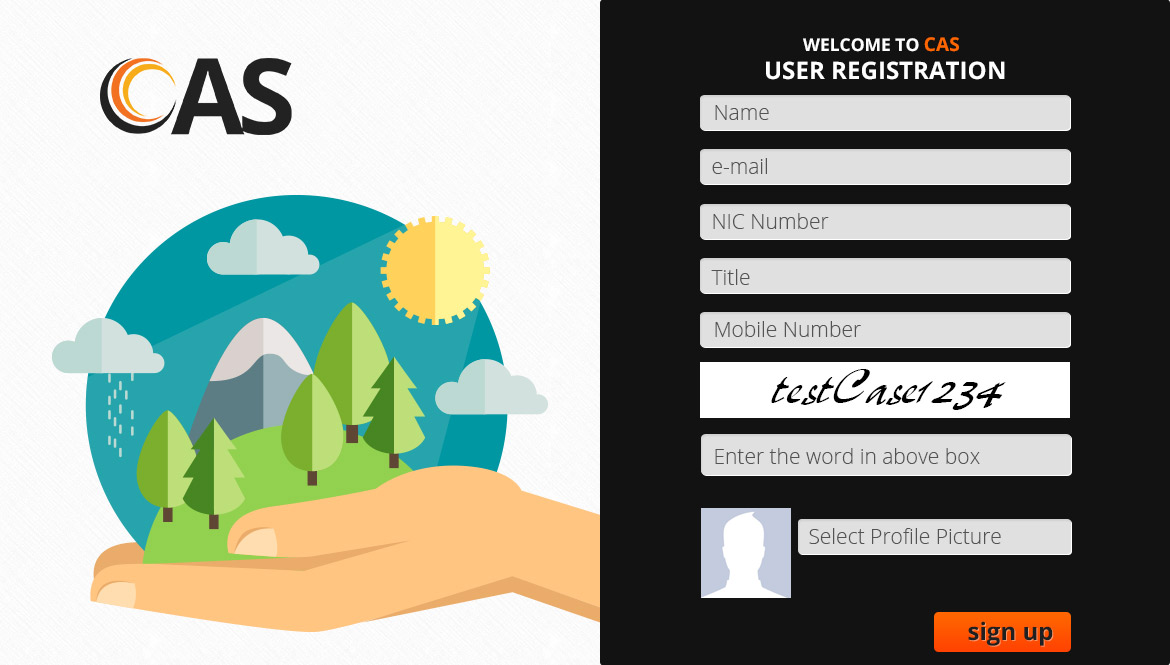 CAS
WELCOME TO CAS
USER REGISTRATION
Name
e-mail
NIC Number
Title
Mobile Number
testCase1234
Enter the word in above box
Select Profile Picture
sign up